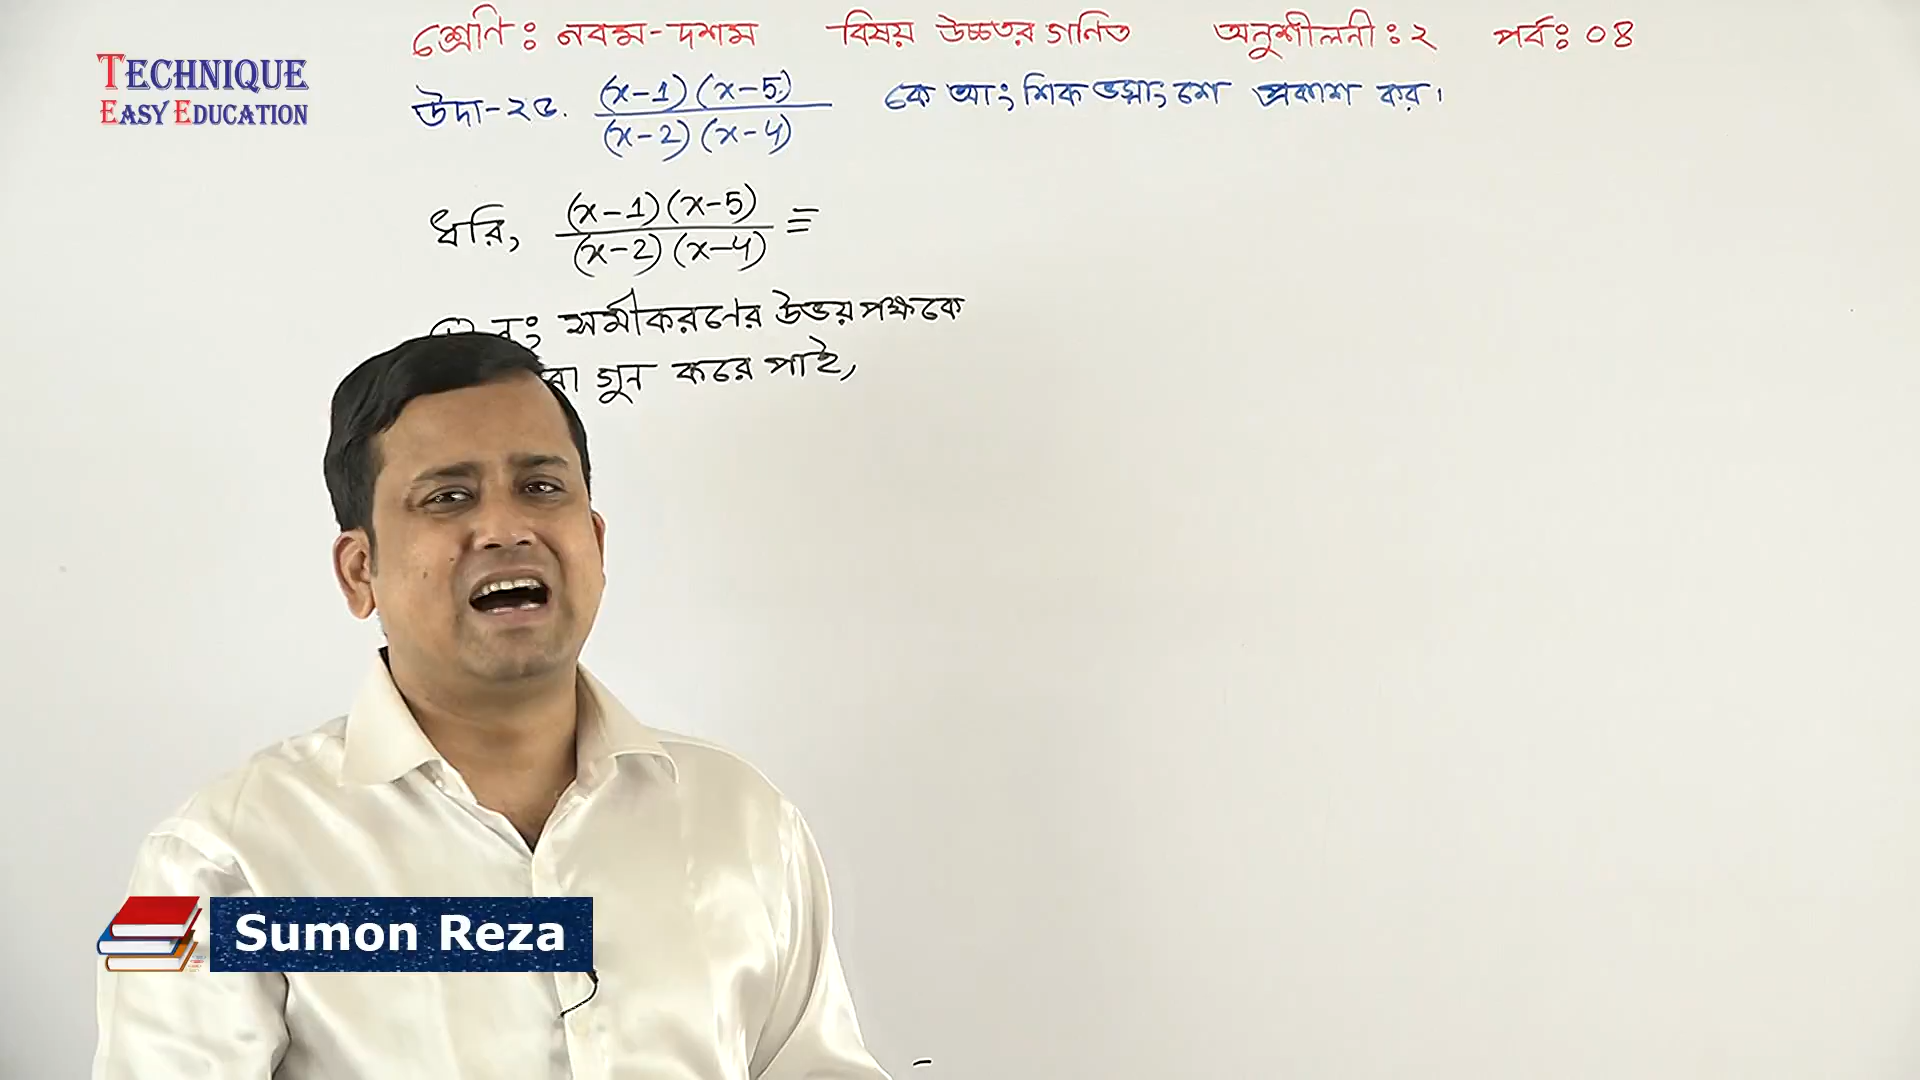 শ্রেণি: নবম-দশম বিষয় উচ্চতর গণিত অনুশীলনী: ২ পর্ব: ০৪
TECHNIQUE
EASY EDUCATION
উদা-২৫. (x-1)(x-5) / (x-2)(x-4) কে আংশিক ভগ্নাংশে প্রকাশ কর।
ধরি, (x-1)(x-5) / (x-2)(x-4) ≡
সমীকরণের উভয়পক্ষকে
গুন করে পাই,
Sumon Reza